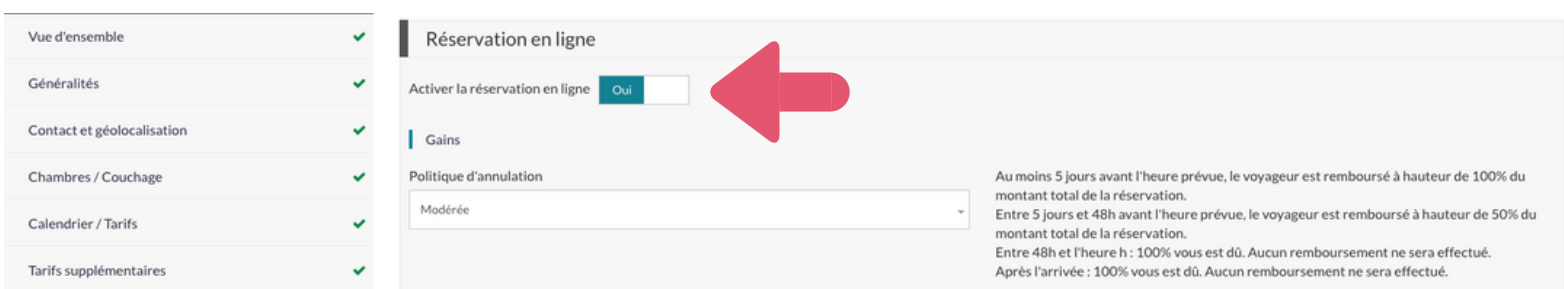 Vue d'ensemble
Généralités
Contact et géolocalisation
Chambres / Couchage
Calendrier / Tarifs
Tarifs supplémentaires
Réservation en ligne
Activer la réservation en ligne Oui
Gains
Politique d'annulation
Modérée
Au moins 5 jours avant l'heure prévue, le voyageur est remboursé à hauteur de 100% du
montant total de la réservation.
Entre 5 jours et 48h avant l'heure prévue, le voyageur est remboursé à hauteur de 50% du
montant total de la réservation.
Entre 48h et l'heure h : 100% vous est dû. Aucun remboursement ne sera effectué.
Après l'arrivée : 100% vous est dû. Aucun remboursement ne sera effectué.